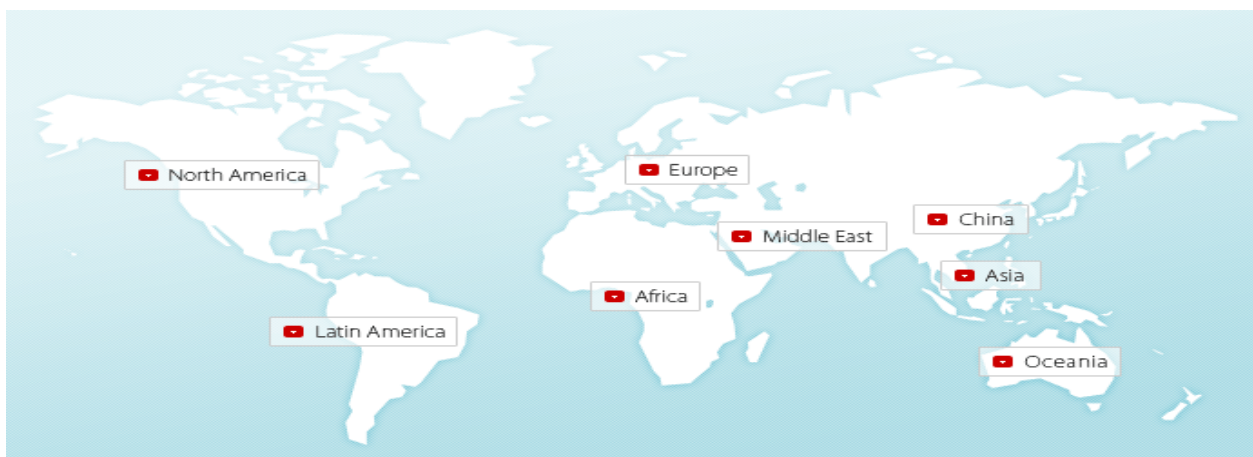 North America
Europe
China
Middle East
Asia
Africa
Latin America
Oceania